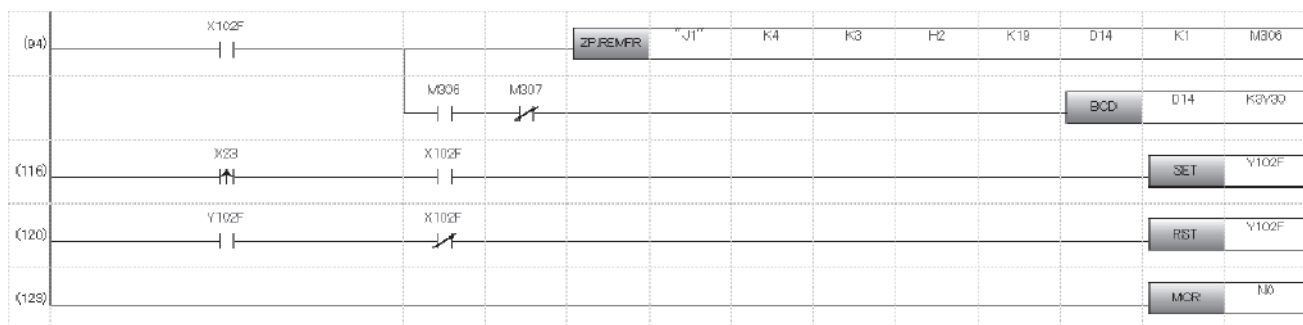 X102F
(94) ZP.REMFR "J1" K4 K3 H2 K19 D14 K1 M306
M306 M307
BCD D14 K3Y30
X23 X102F
(116) SET Y102F
Y102F X102F
(120) RST Y102F
(123) MCR N0